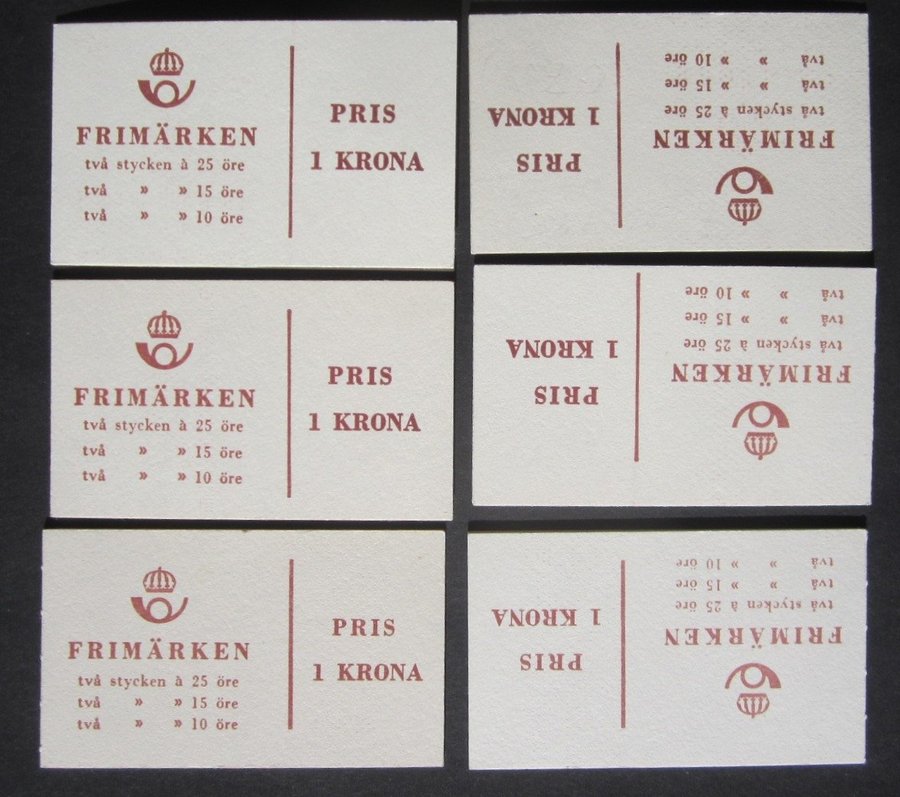 FRIMÄRKEN
två stycken à 25 öre
två » » 15 öre
två » » 10 öre
PRIS
1 KRONA
FRIMÄRKEN
två stycken à 25 öre
två » » 15 öre
två » » 10 öre
PRIS
1 KRONA
FRIMÄRKEN
två stycken à 25 öre
två » » 15 öre
två » » 10 öre
PRIS
1 KRONA
FRIMÄRKEN
två stycken à 25 öre
två » » 15 öre
två » » 10 öre
PRIS
1 KRONA
FRIMÄRKEN
två stycken à 25 öre
två » » 15 öre
två » » 10 öre
PRIS
1 KRONA
FRIMÄRKEN
två stycken à 25 öre
två » » 15 öre
två » » 10 öre
PRIS
1 KRONA